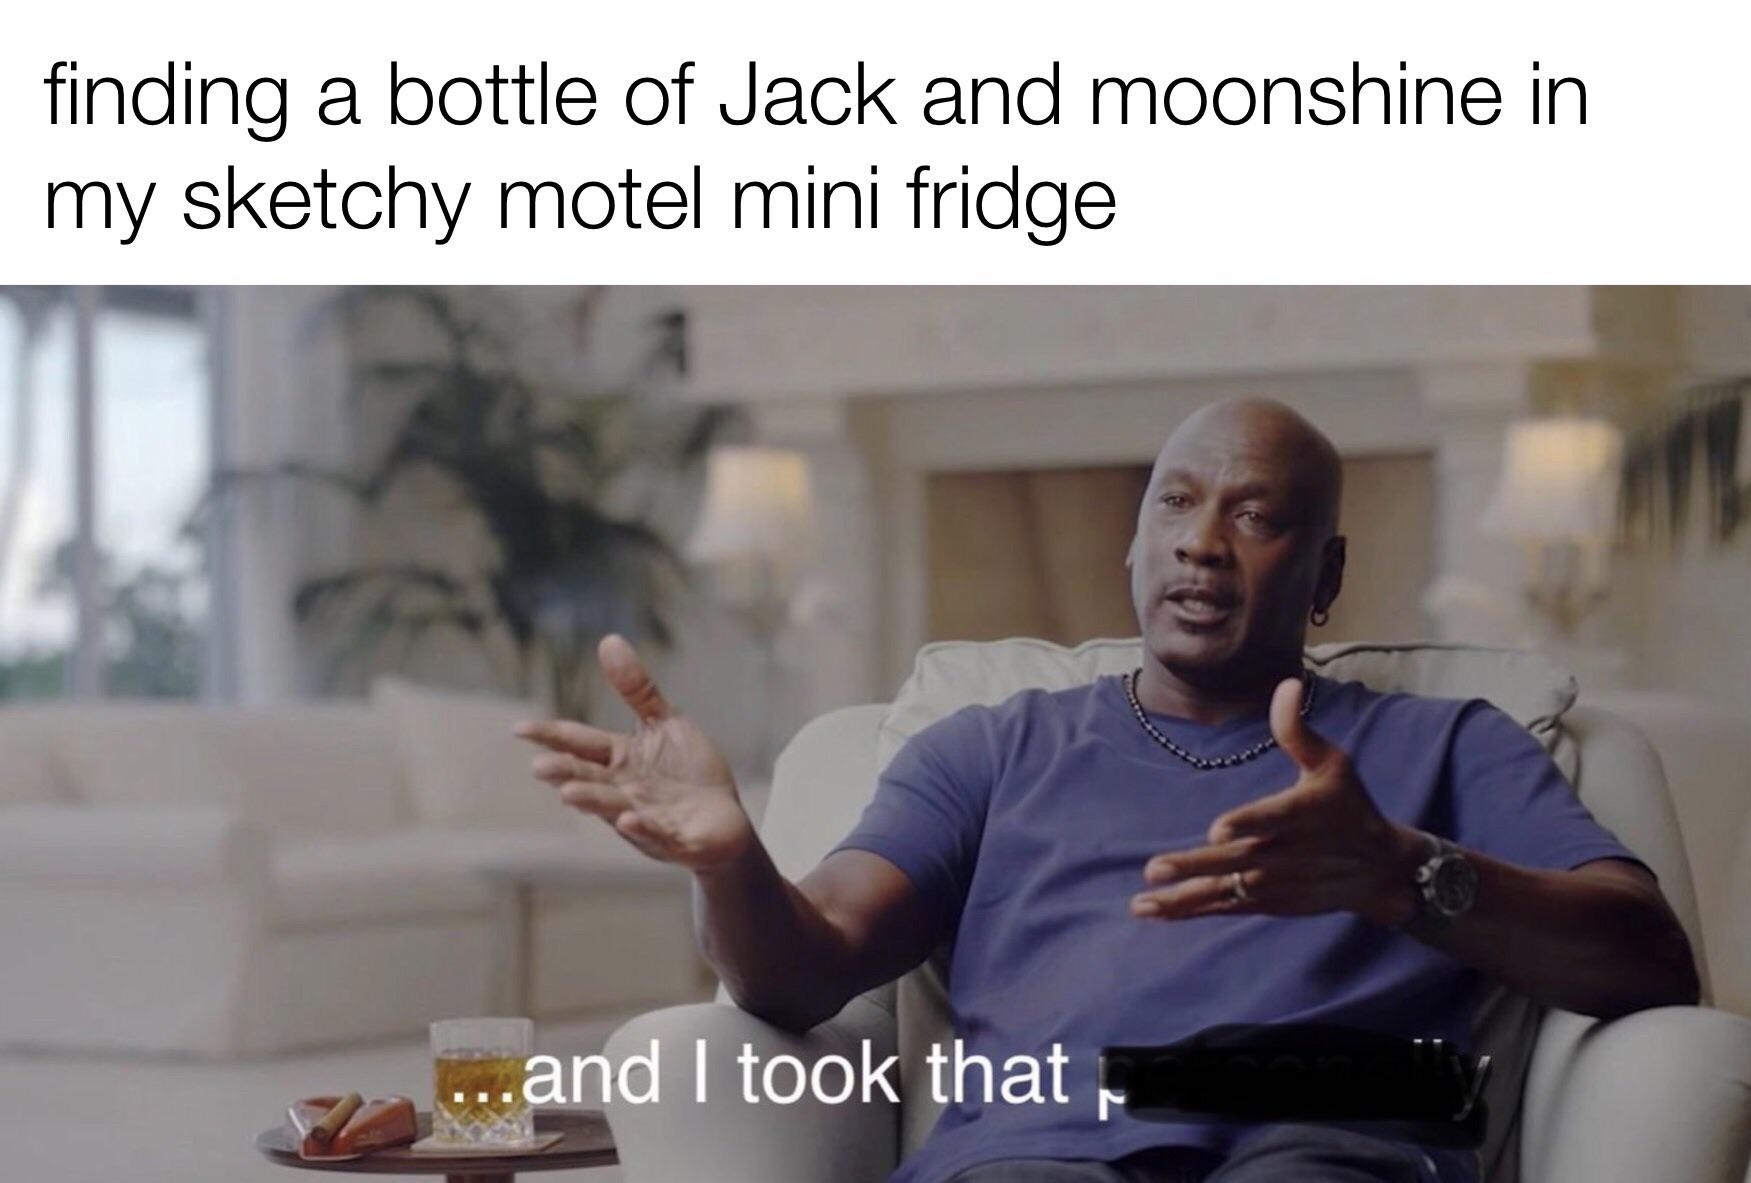 finding a bottle of Jack and moonshine in
my sketchy motel mini fridge
...and I took that